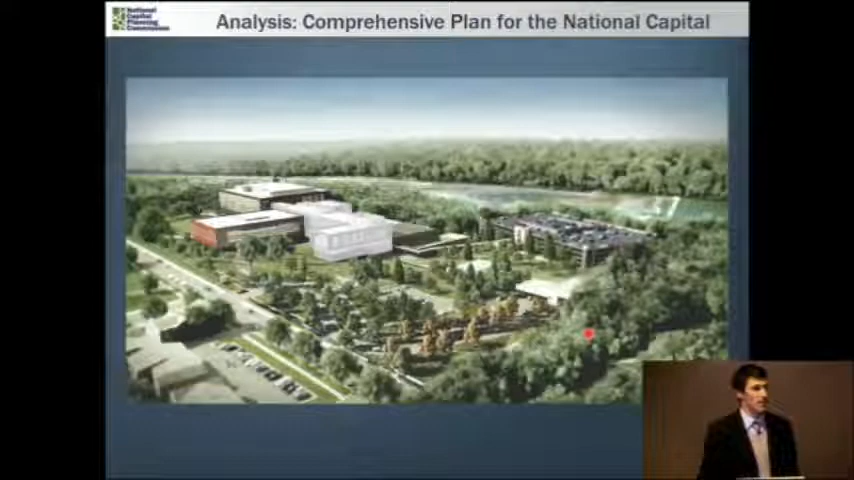 National
Capital
Planning
Commission
Analysis: Comprehensive Plan for the National Capital